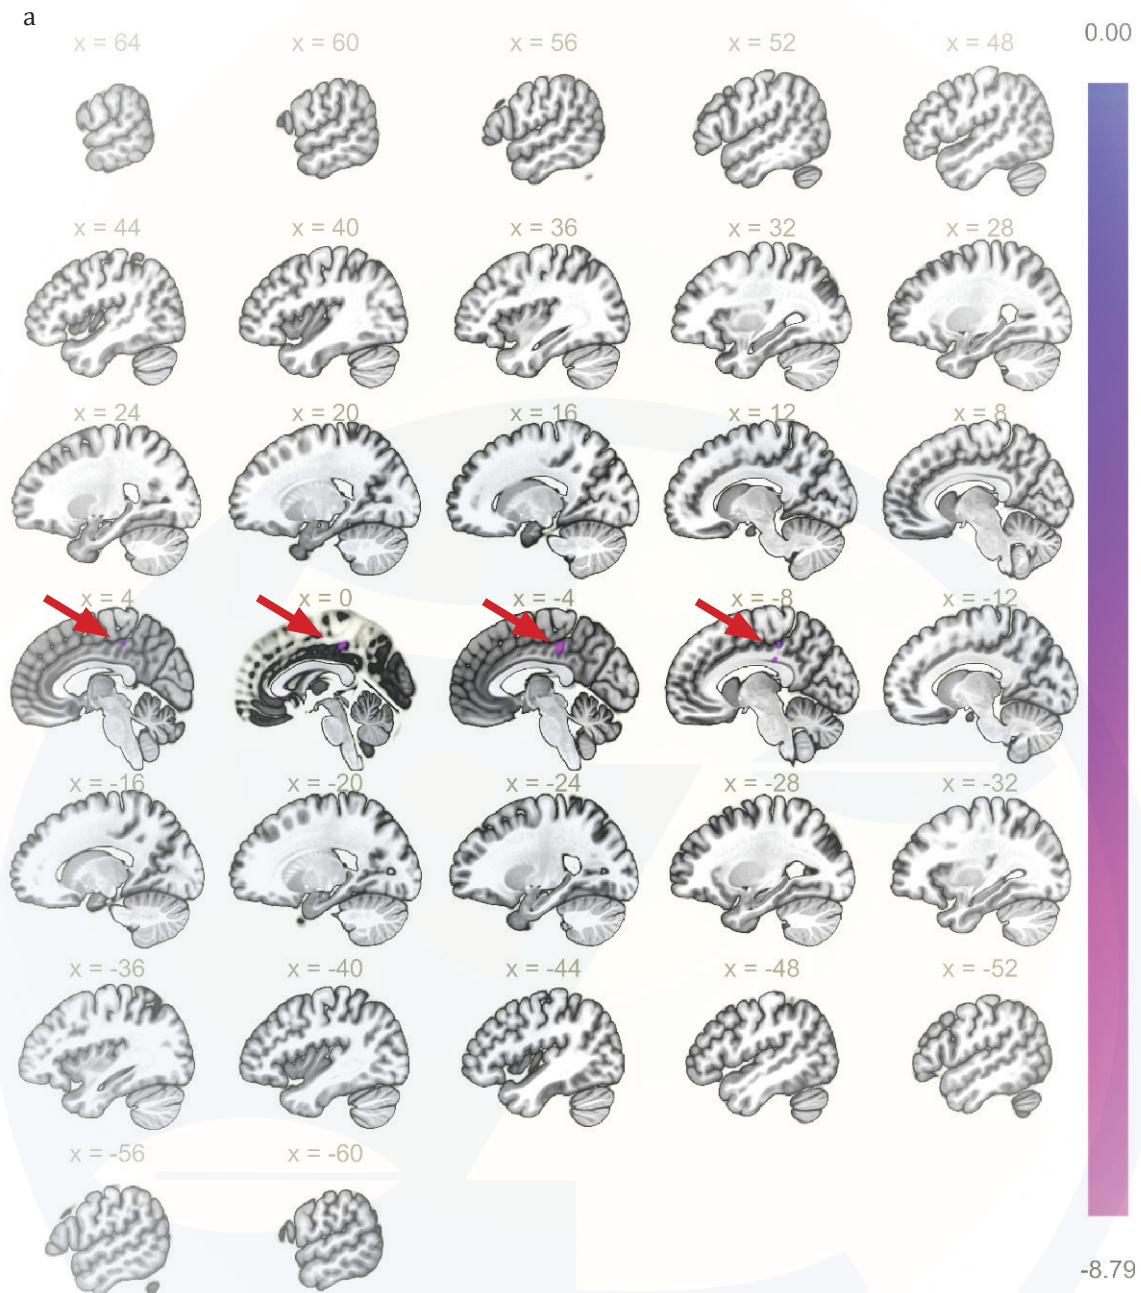 a
x = 64 x = 60 x = 56 x = 52 x = 48 0.00
x = 44 x = 40 x = 36 x = 32 x = 28
x = 24 x = 20 x = 16 x = 12 x = 8
x = 4 x = 0 x = -4 x = -8 x = -12
x = -16 x = -20 x = -24 x = -28 x = -32
x = -36 x = -40 x = -44 x = -48 x = -52
x = -56 x = -60
-8.79